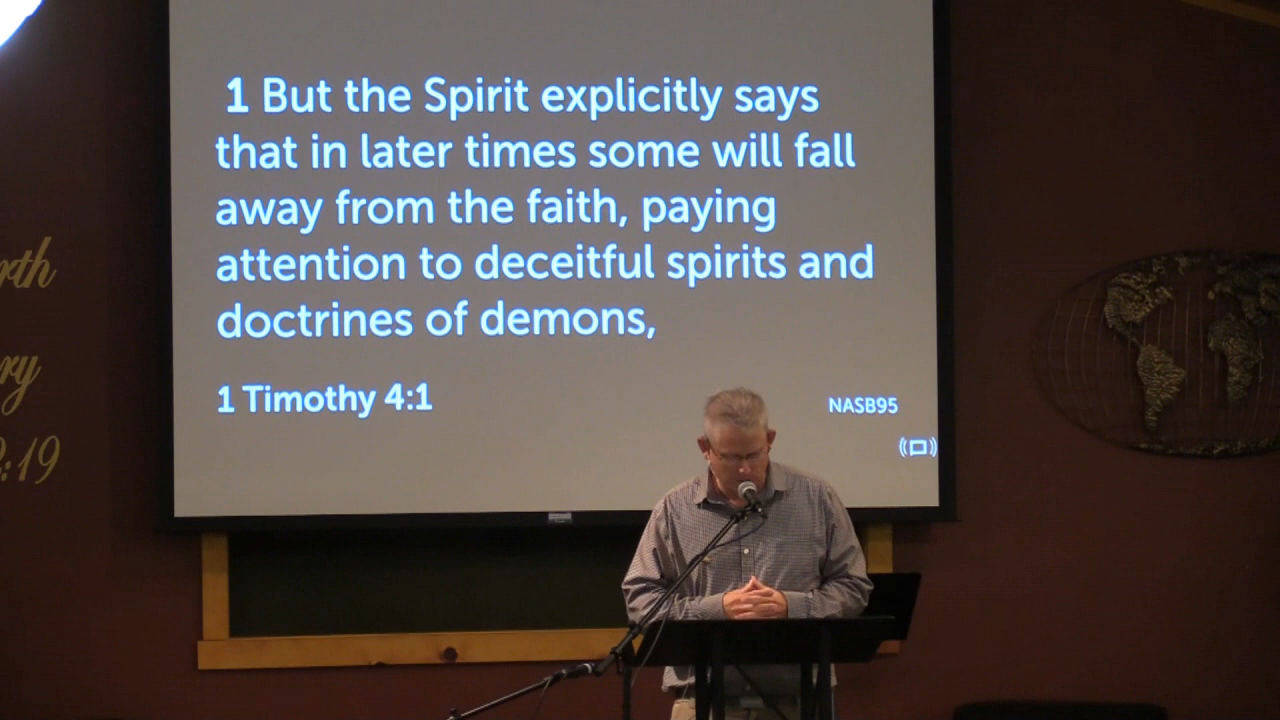 1 But the Spirit explicitly says
that in later times some will fall
away from the faith, paying
attention to deceitful spirits and
doctrines of demons,
1 Timothy 4:1
NASB95
:19